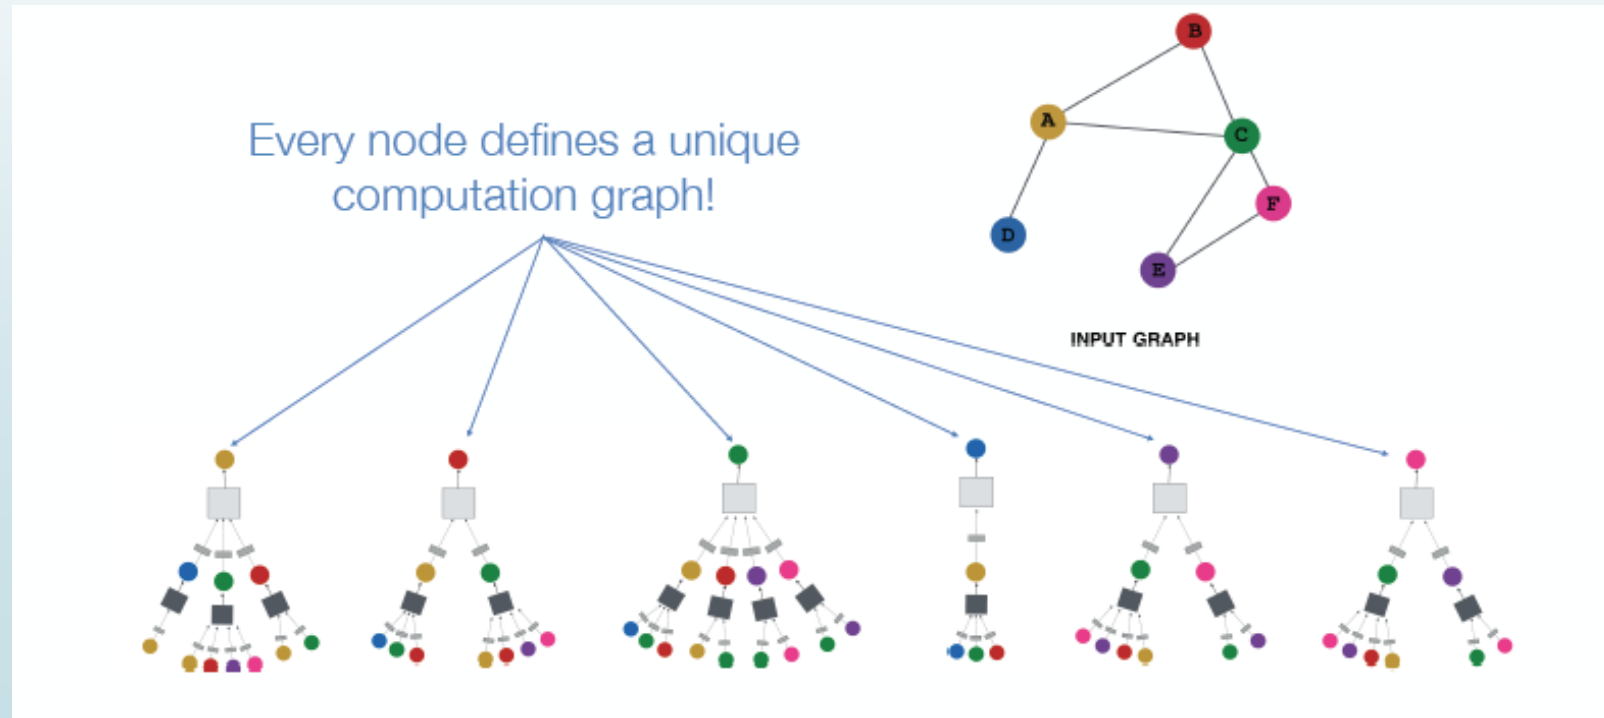 Every node defines a unique
computation graph!
B
A
C
F
D
E
INPUT GRAPH